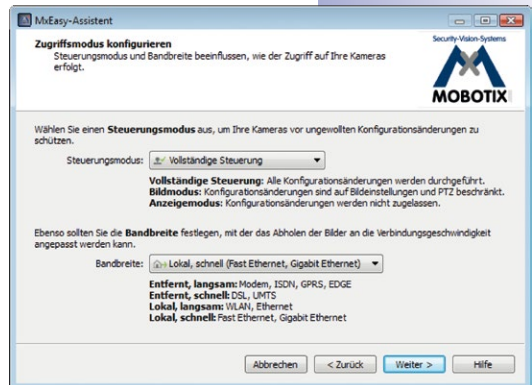 MxEasy-Assistent
Zugriffsmodus konfigurieren
Steuerungsmodus und Bandbreite beeinflussen, wie der Zugriff auf Ihre Kameras
erfolgt.
Security-Vision-Systems
MOBOTIX
Wählen Sie einen Steuerungsmodus aus, um Ihre Kameras vor ungewollten Konfigurationsänderungen zu
schützen.
Steuerungsmodus: Vollständige Steuerung
Vollständige Steuerung: Alle Konfigurationsänderungen werden durchgeführt.
Bildmodus: Konfigurationsänderungen sind auf Bildeinstellungen und PTZ beschränkt.
Anzeigemodus: Konfigurationsänderungen werden nicht zugelassen.
Ebenso sollten Sie die Bandbreite festlegen, mit der das Abholen der Bilder an die Verbindungsgeschwindigkeit
angepasst werden kann.
Bandbreite: Lokal, schnell (Fast Ethernet, Gigabit Ethernet)
Entfernt, langsam: Modem, ISDN, GPRS, EDGE
Entfernt, schnell: DSL, UMTS
Lokal, langsam: WLAN, Ethernet
Lokal, schnell: Fast Ethernet, Gigabit Ethernet
Abbrechen < Zurück Weiter > Hilfe